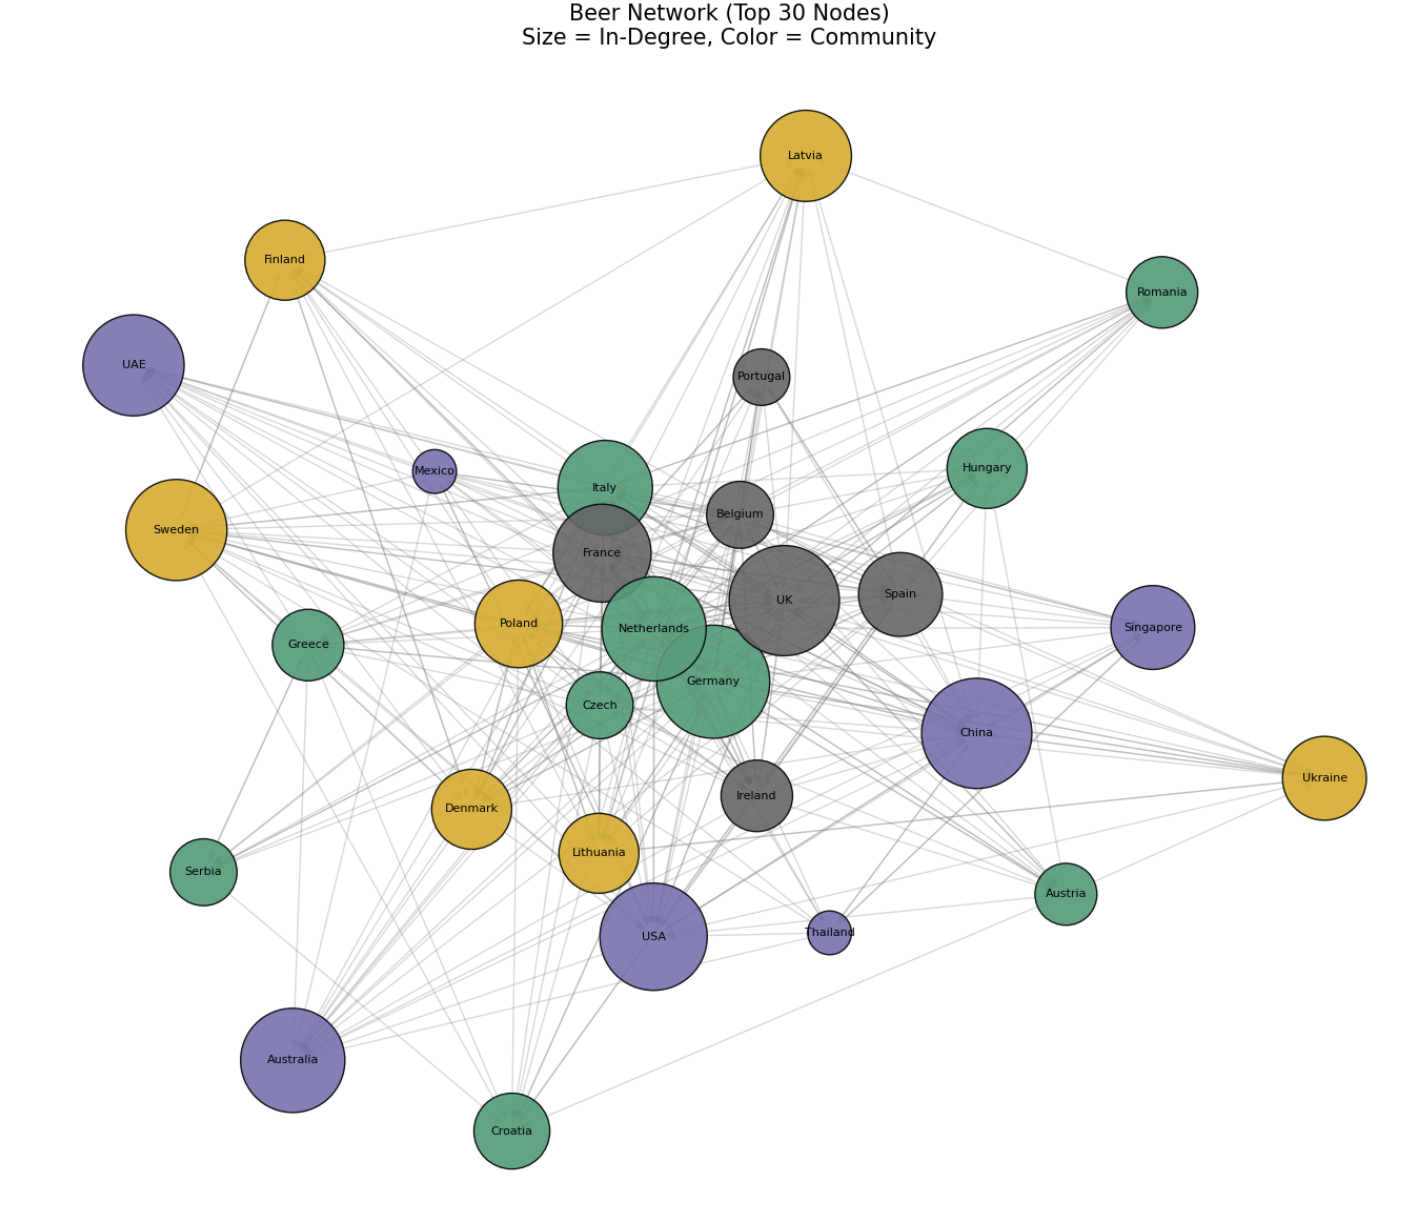 Beer Network (Top 30 Nodes)
Size = In-Degree, Color = Community
Latvia
Finland
Romania
UAE
Portugal
Mexico
Hungary
Italy
Belgium
Sweden
France
Spain
UK
Poland
Singapore
Netherlands
Greece
Germany
Czech
China
Ukraine
Ireland
Denmark
Lithuania
Serbia
Austria
Thailand
USA
Australia
Croatia